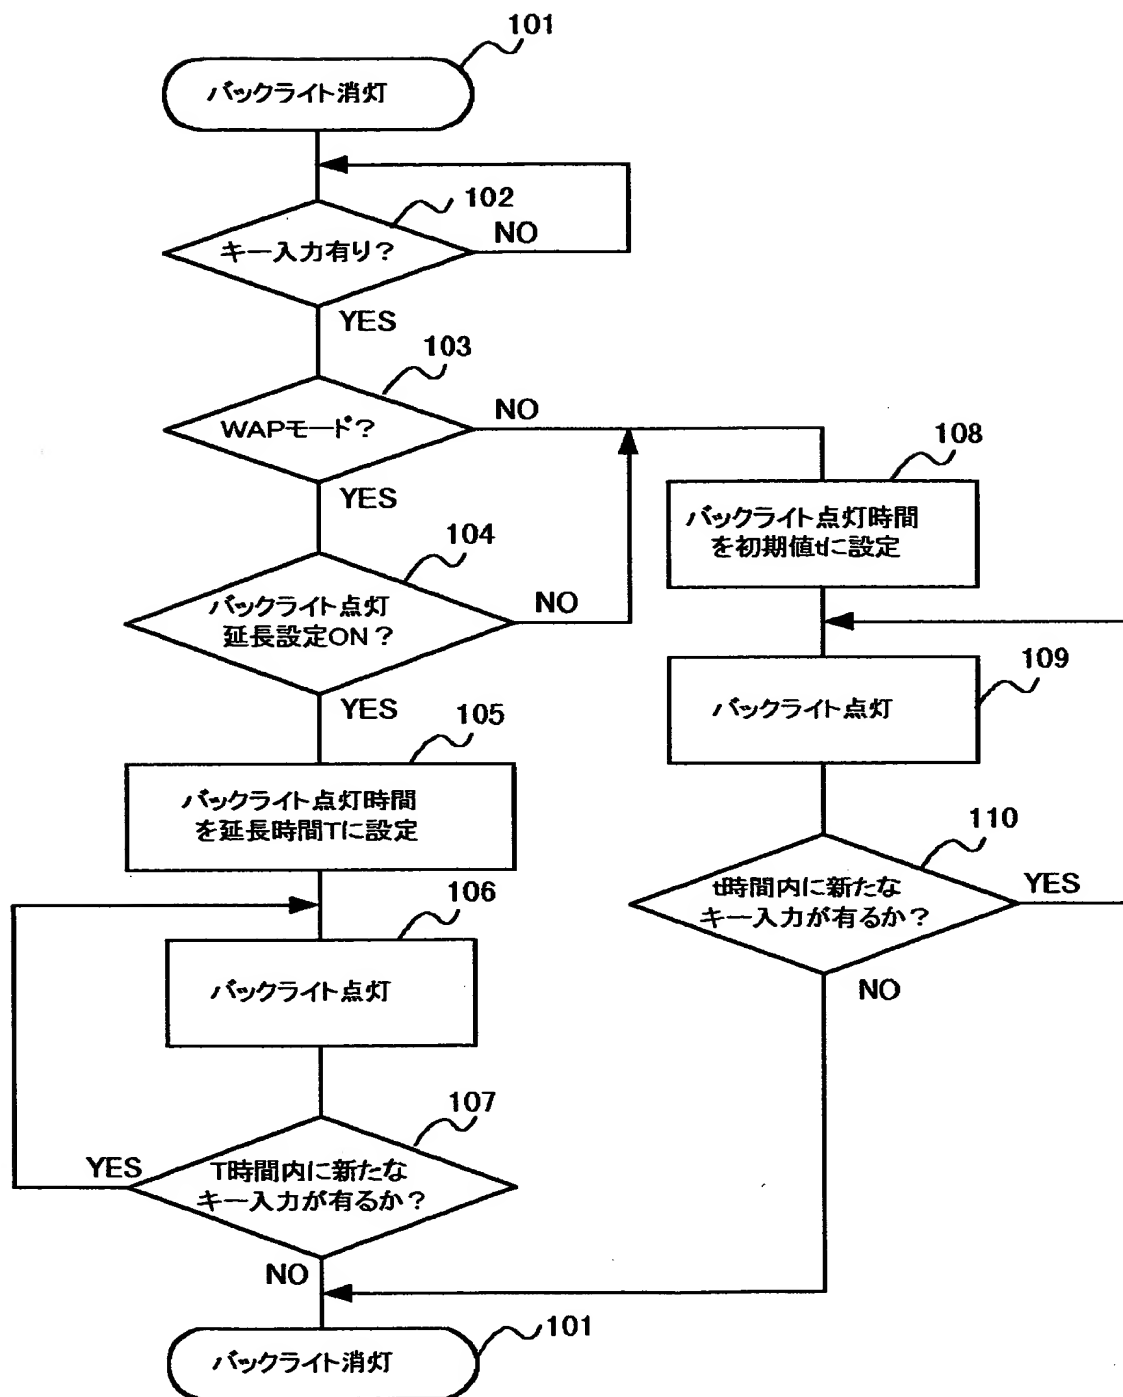 101
バックライト消灯
102
キー入力有り?
NO
YES
103
WAPモード?
NO
YES
108
バックライト点灯時間
を初期値tに設定
104
バックライト点灯
延長設定ON?
NO
YES
109
バックライト点灯
105
バックライト点灯時間
を延長時間Tに設定
110
t時間内に新たな
キー入力が有るか?
YES
NO
106
バックライト点灯
107
T時間内に新たな
キー入力が有るか?
YES
NO
101
バックライト消灯